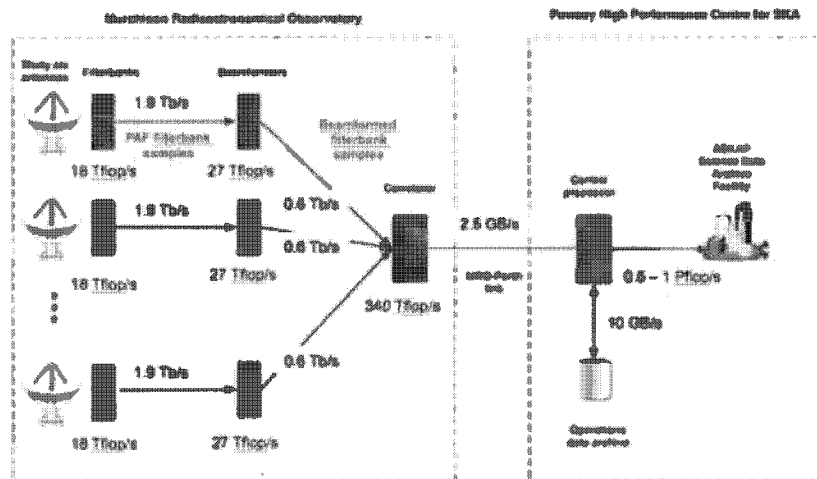 Murchison Radioastronomical Observatory
Pawsey High Performance Centre for SKA
Filterbanks
Beamformers
1.9 Tb/s
PAF Filterbank
samples
Beamformed
filterbank
samples
18 Tflop/s
27 Tflop/s
Correlator
Central
processor
ASKAP
Science Data
Archive
Facility
0.6 Tb/s
1.9 Tb/s
0.6 Tb/s
2.5 GB/s
MRO-Perth
link
18 Tflop/s
27 Tflop/s
340 Tflop/s
0.5 – 1 Pflop/s
10 GB/s
1.9 Tb/s
0.6 Tb/s
18 Tflop/s
27 Tflop/s
Operations
data archive